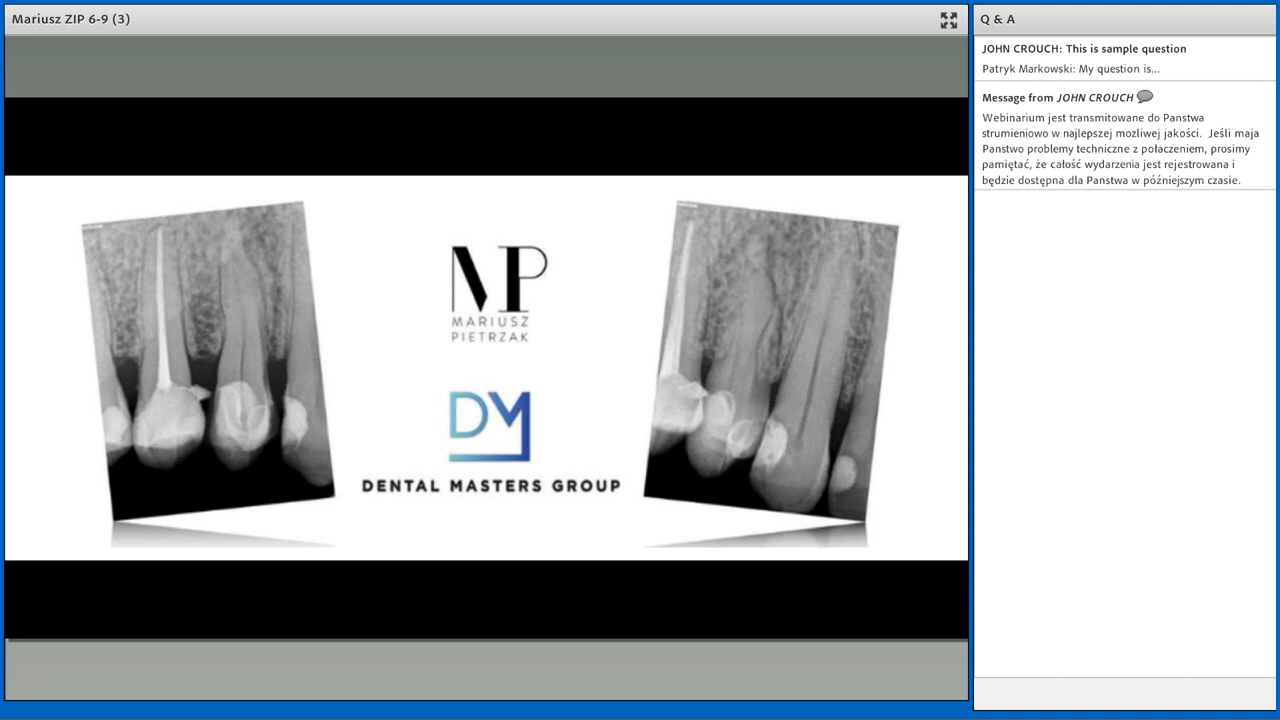 Mariusz ZIP 6-9 (3)
MP
MARIUSZ
PIETRZAK
DM
DENTAL MASTERS GROUP
Q & A
JOHN CROUCH: This is sample question
Patryk Markowski: My question is...
Message from JOHN CROUCH
Webinarium jest transmitowane do Panstwa
strumieniowo w najlepszej mozliwej jakości.  Jeśli maja
Panstwo problemy techniczne z połaczeniem, prosimy
pamiętać, że całość wydarzenia jest rejestrowana i
będzie dostępna dla Panstwa w późniejszym czasie.